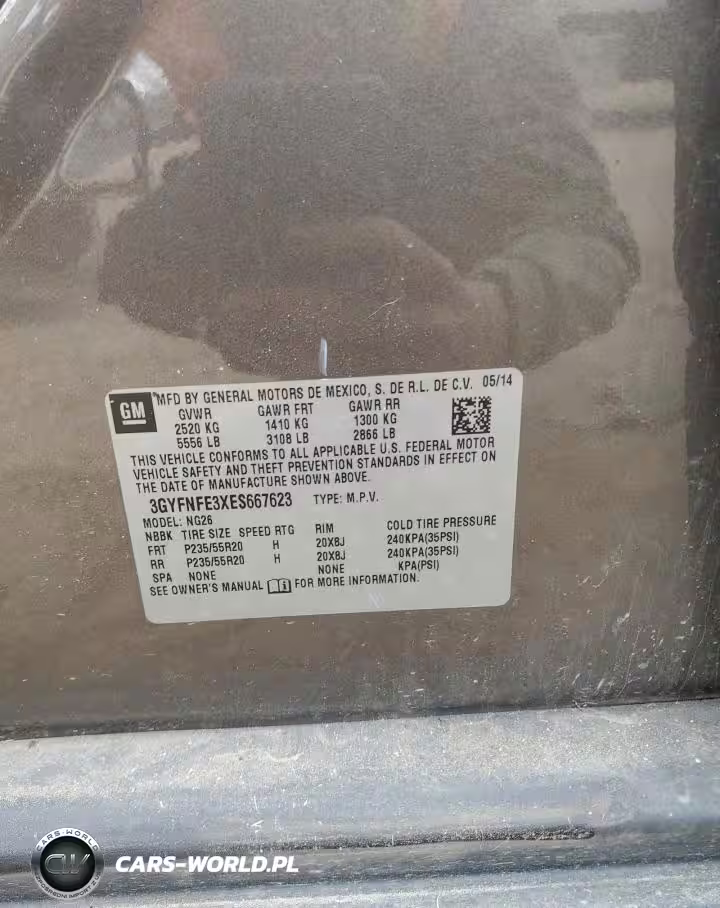 GM
MFD BY GENERAL MOTORS DE MEXICO, S. DE R.L. DE C.V. 05/14
GVWR GAWR FRT GAWR RR
2520 KG 1410 KG 1300 KG
5556 LB 3108 LB 2866 LB
THIS VEHICLE CONFORMS TO ALL APPLICABLE U.S. FEDERAL MOTOR
VEHICLE SAFETY AND THEFT PREVENTION STANDARDS IN EFFECT ON
THE DATE OF MANUFACTURE SHOWN ABOVE.
3GYFNFE3XES667623 TYPE: M.P.V.
MODEL: NG26
NBBK TIRE SIZE SPEED RTG RIM COLD TIRE PRESSURE
FRT P235/55R20 H 20X8J 240KPA(35PSI)
RR P235/55R20 H 20X8J 240KPA(35PSI)
SPA NONE NONE KPA(PSI)
SEE OWNER'S MANUAL FOR MORE INFORMATION.
CARS-WORLD
CW
CARS-WORLD.PL